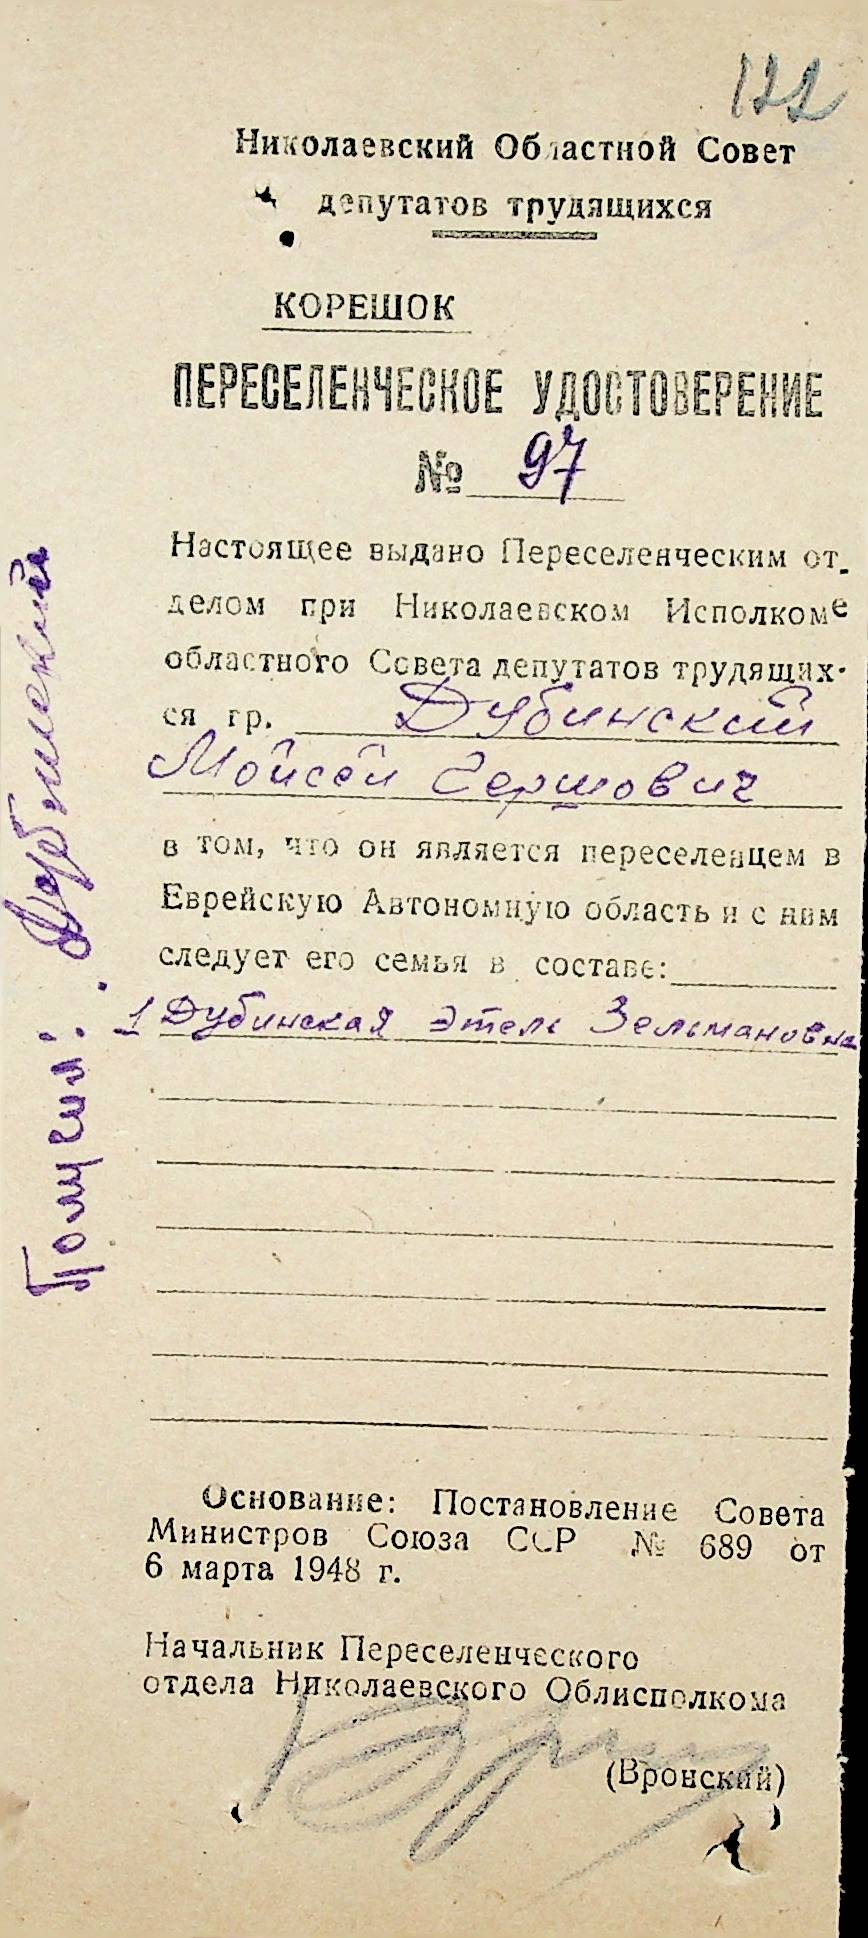 122
Николаевский Областной Совет
депутатов трудящихся
КОРЕШОК
ПЕРЕСЕЛЕНЧЕСКОЕ УДОСТОВЕРЕНИЕ
№ 97
Настоящее выдано Переселенческим от-
делом при Николаевском Исполкоме
областного Совета депутатов трудящих-
ся гр. Дубинский
Мойсей Гершович
в том, что он является переселенцем в
Еврейскую Автономную область и с ним
следует его семья в составе:
1 Дубинская Этель Зельмановна
Основание: Постановление Совета
Министров Союза ССР № 689 от
6 марта 1948 г.
Начальник Переселенческого
отдела Николаевского Облисполкома
(Вронский)
Получил: